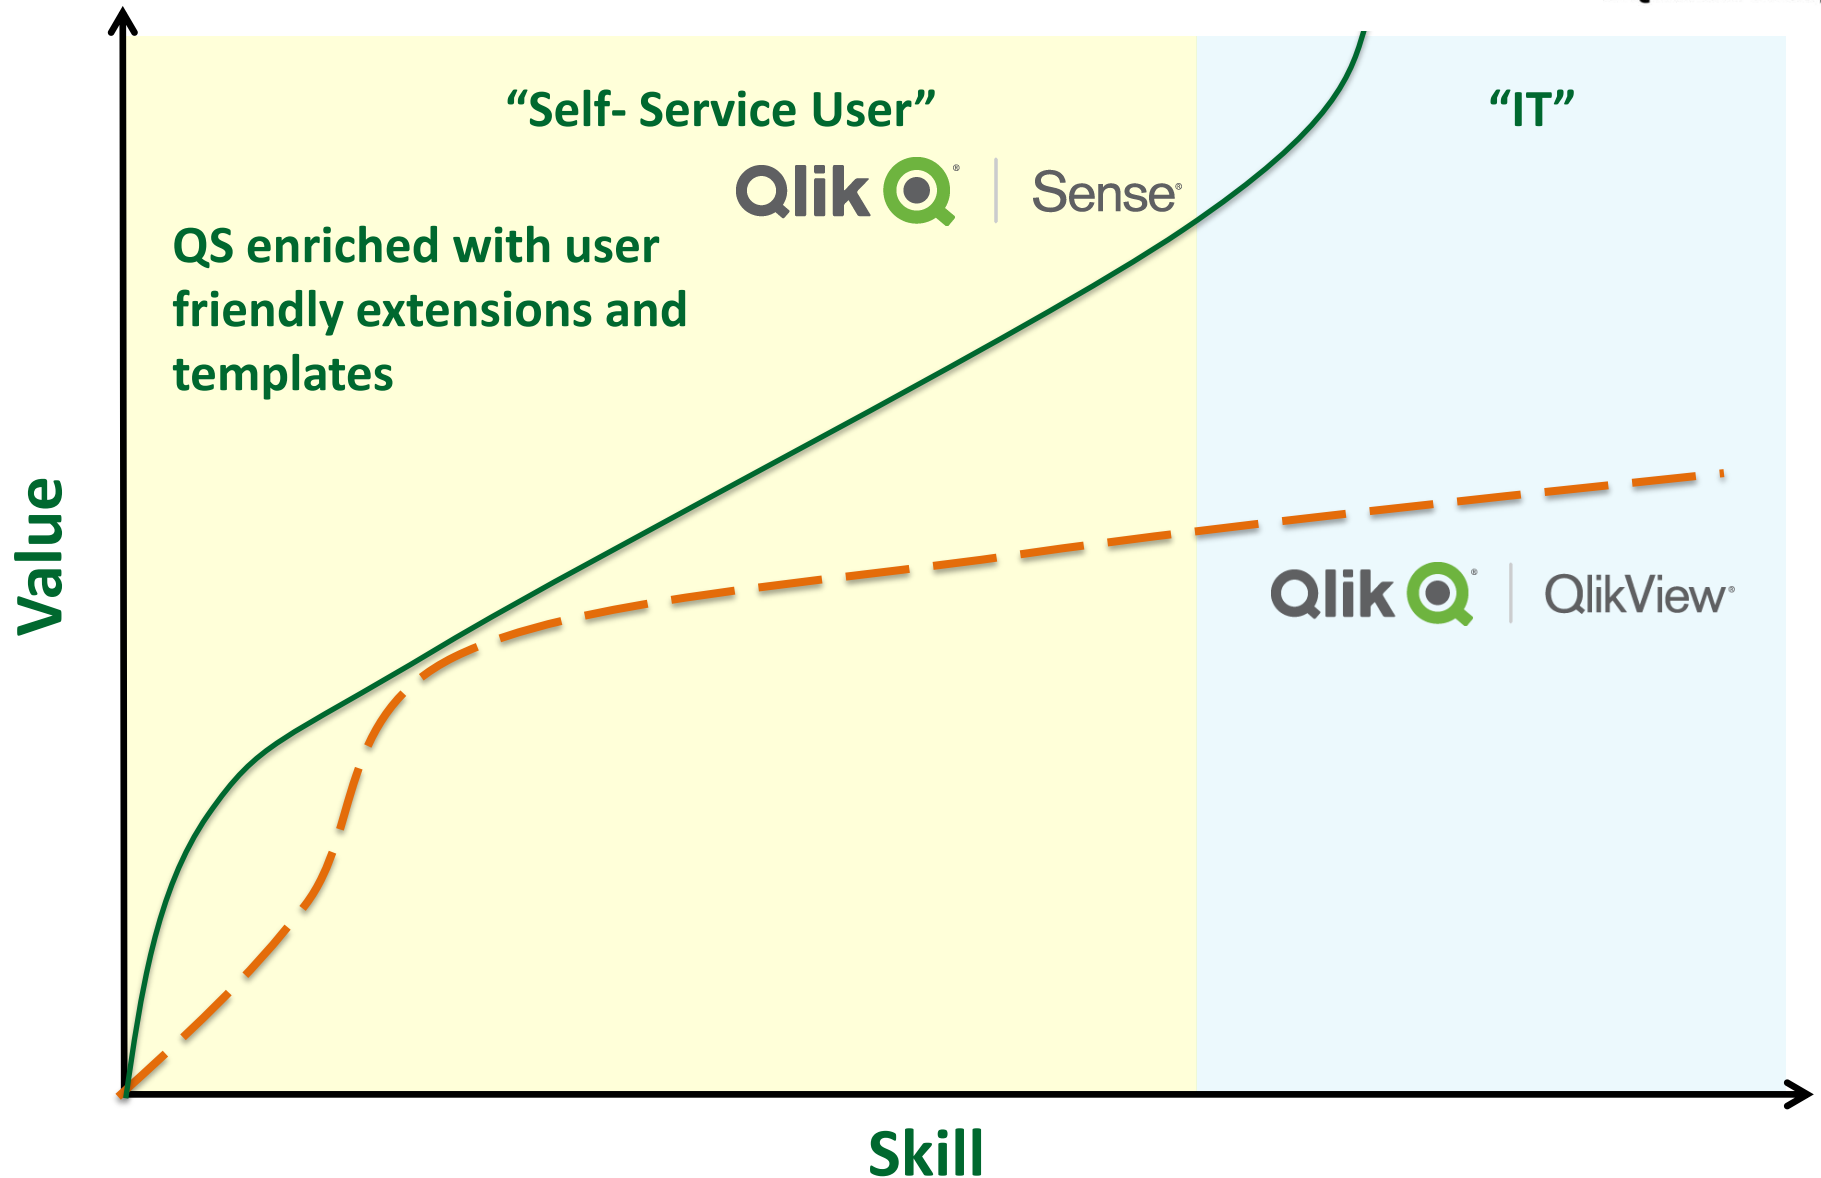 “Self- Service User”
“IT”
Qlik ® | Sense®
QS enriched with user
friendly extensions and
templates
Value
Qlik ® | QlikView®
Skill